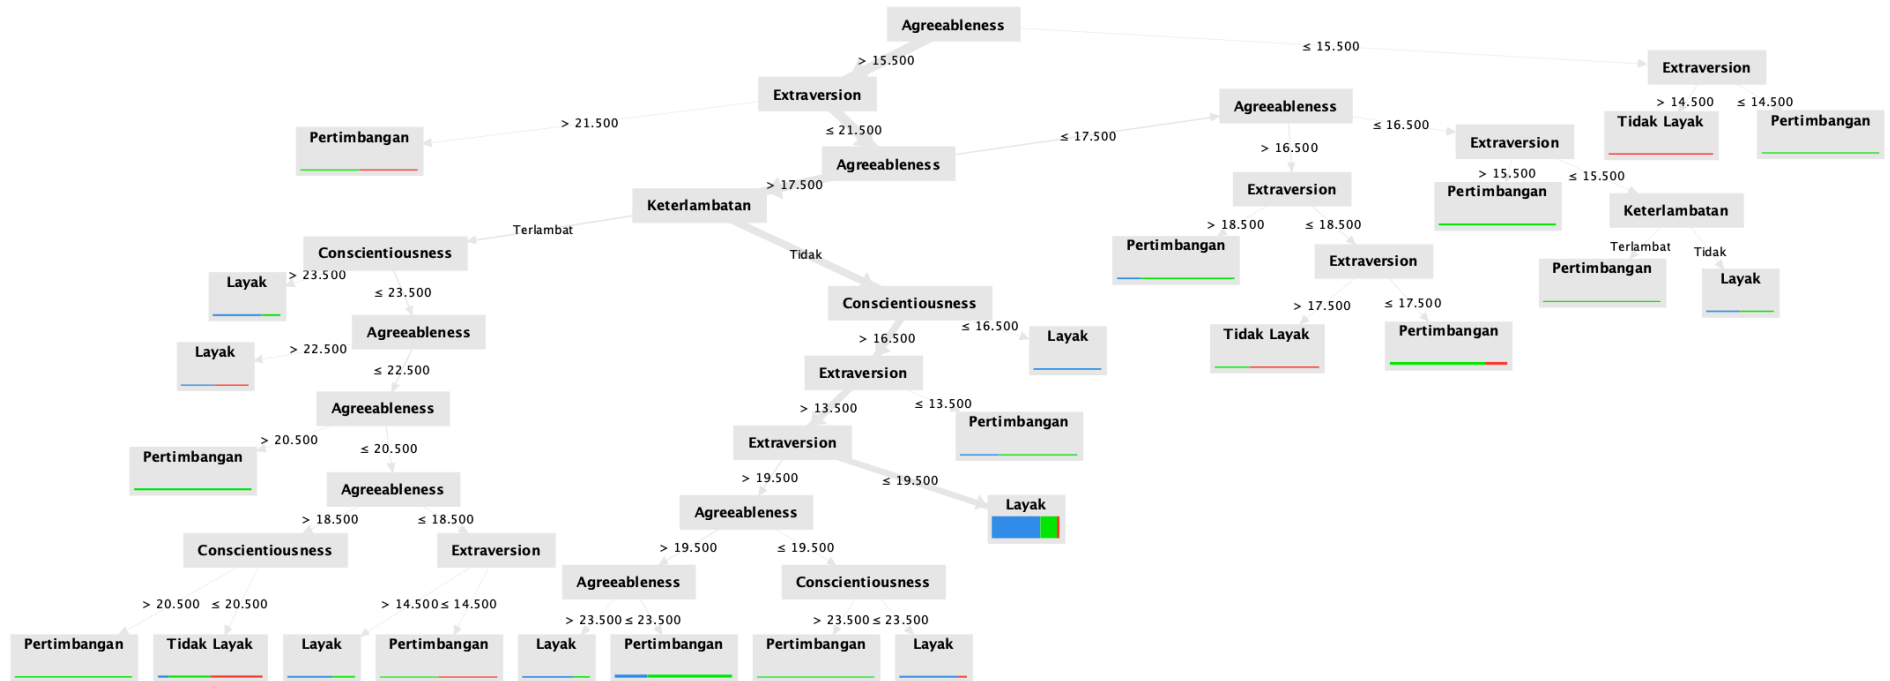 Agreeableness
≤ 15.500
> 15.500
Extraversion
Extraversion
> 14.500 ≤ 14.500
Agreeableness
Tidak Layak
Pertimbangan
> 21.500
≤ 21.500
≤ 17.500
≤ 16.500
Pertimbangan
Agreeableness
> 16.500
Extraversion
> 17.500
> 15.500 ≤ 15.500
Extraversion
Pertimbangan
Keterlambatan
Keterlambatan
Terlambat
Tidak
> 18.500 ≤ 18.500
Terlambat
Tidak
Conscientiousness
Pertimbangan
Extraversion
Pertimbangan
Layak
> 23.500
Layak
≤ 23.500
Conscientiousness
> 17.500 ≤ 17.500
≤ 16.500
Agreeableness
> 16.500
Layak
Tidak Layak
Pertimbangan
> 22.500
Layak
≤ 22.500
Extraversion
Agreeableness
> 13.500
≤ 13.500
Pertimbangan
> 20.500
≤ 20.500
Extraversion
Pertimbangan
> 19.500
≤ 19.500
Agreeableness
Layak
Agreeableness
> 18.500 ≤ 18.500
Conscientiousness
Extraversion
> 19.500 ≤ 19.500
Agreeableness
Conscientiousness
> 20.500 ≤ 20.500
> 14.500 ≤ 14.500
> 23.500 ≤ 23.500
> 23.500 ≤ 23.500
Pertimbangan
Tidak Layak
Layak
Pertimbangan
Layak
Pertimbangan
Pertimbangan
Layak